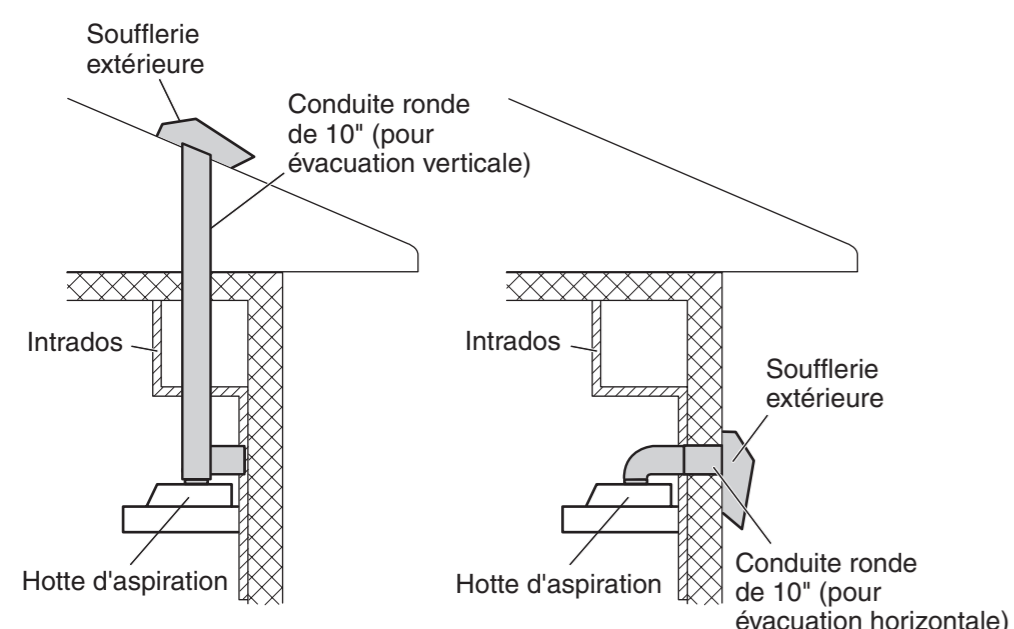 Soufflerie
extérieure
Conduite ronde
de 10" (pour
évacuation verticale)
Intrados
Hotte d'aspiration
Intrados
Soufflerie
extérieure
Hotte d'aspiration
Conduite ronde
de 10" (pour
évacuation horizontale)